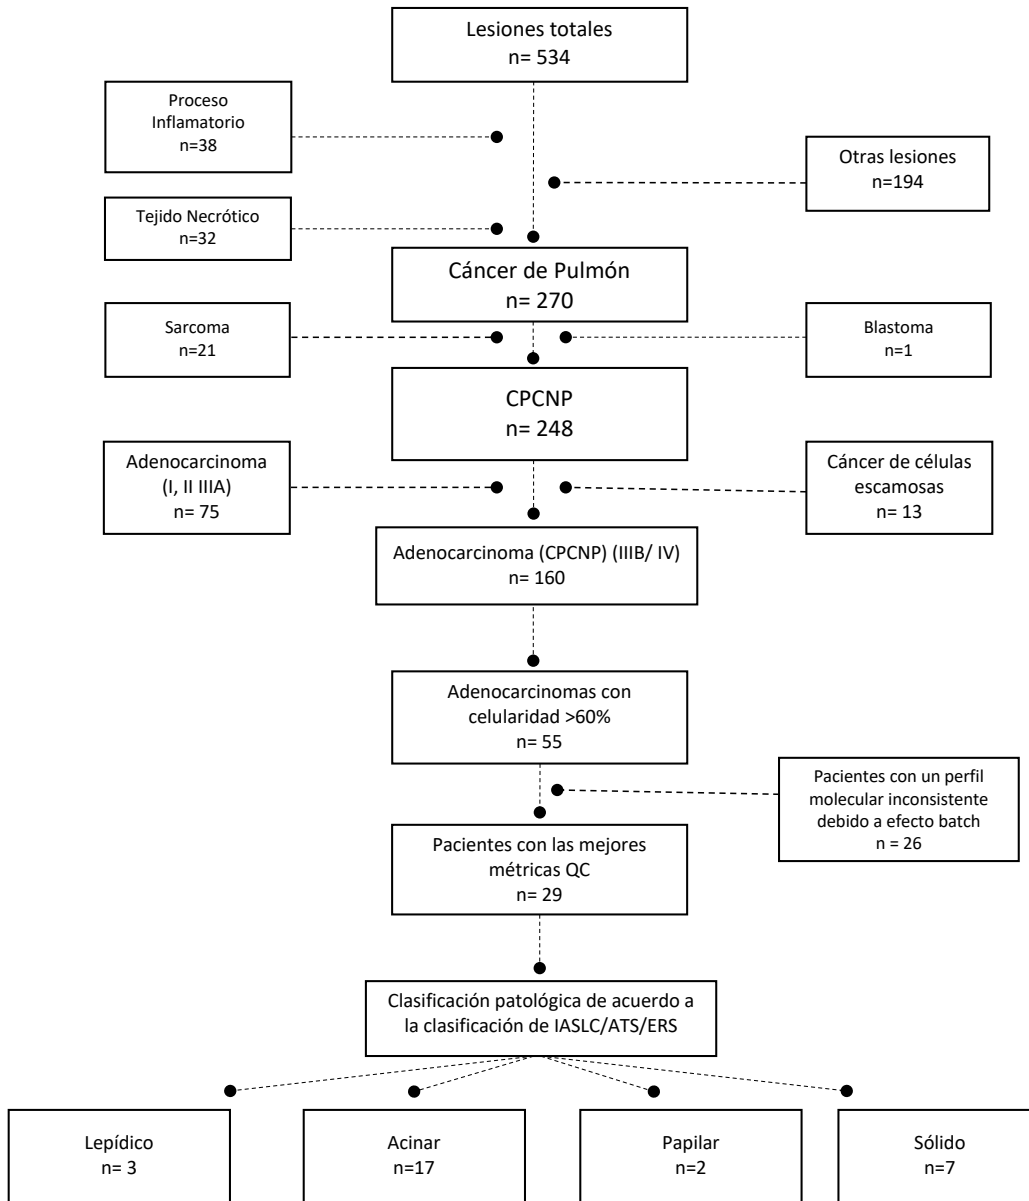 Lesiones totales
n= 534
Proceso
Inflamatorio
n=38
Otras lesiones
n=194
Tejido Necrótico
n=32
Cáncer de Pulmón
n= 270
Sarcoma
n=21
Blastoma
n=1
CPCNP
n= 248
Adenocarcinoma
(I, II IIIA)
n= 75
Cáncer de células
escamosas
n= 13
Adenocarcinoma (CPCNP) (IIIB/ IV)
n= 160
Adenocarcinomas con
celularidad >60%
n= 55
Pacientes con un perfil
molecular inconsistente
debido a efecto batch
n = 26
Pacientes con las mejores
métricas QC
n= 29
Clasificación patológica de acuerdo a
la clasificación de IASLC/ATS/ERS
Lepídico
n= 3
Acinar
n=17
Papilar
n=2
Sólido
n=7